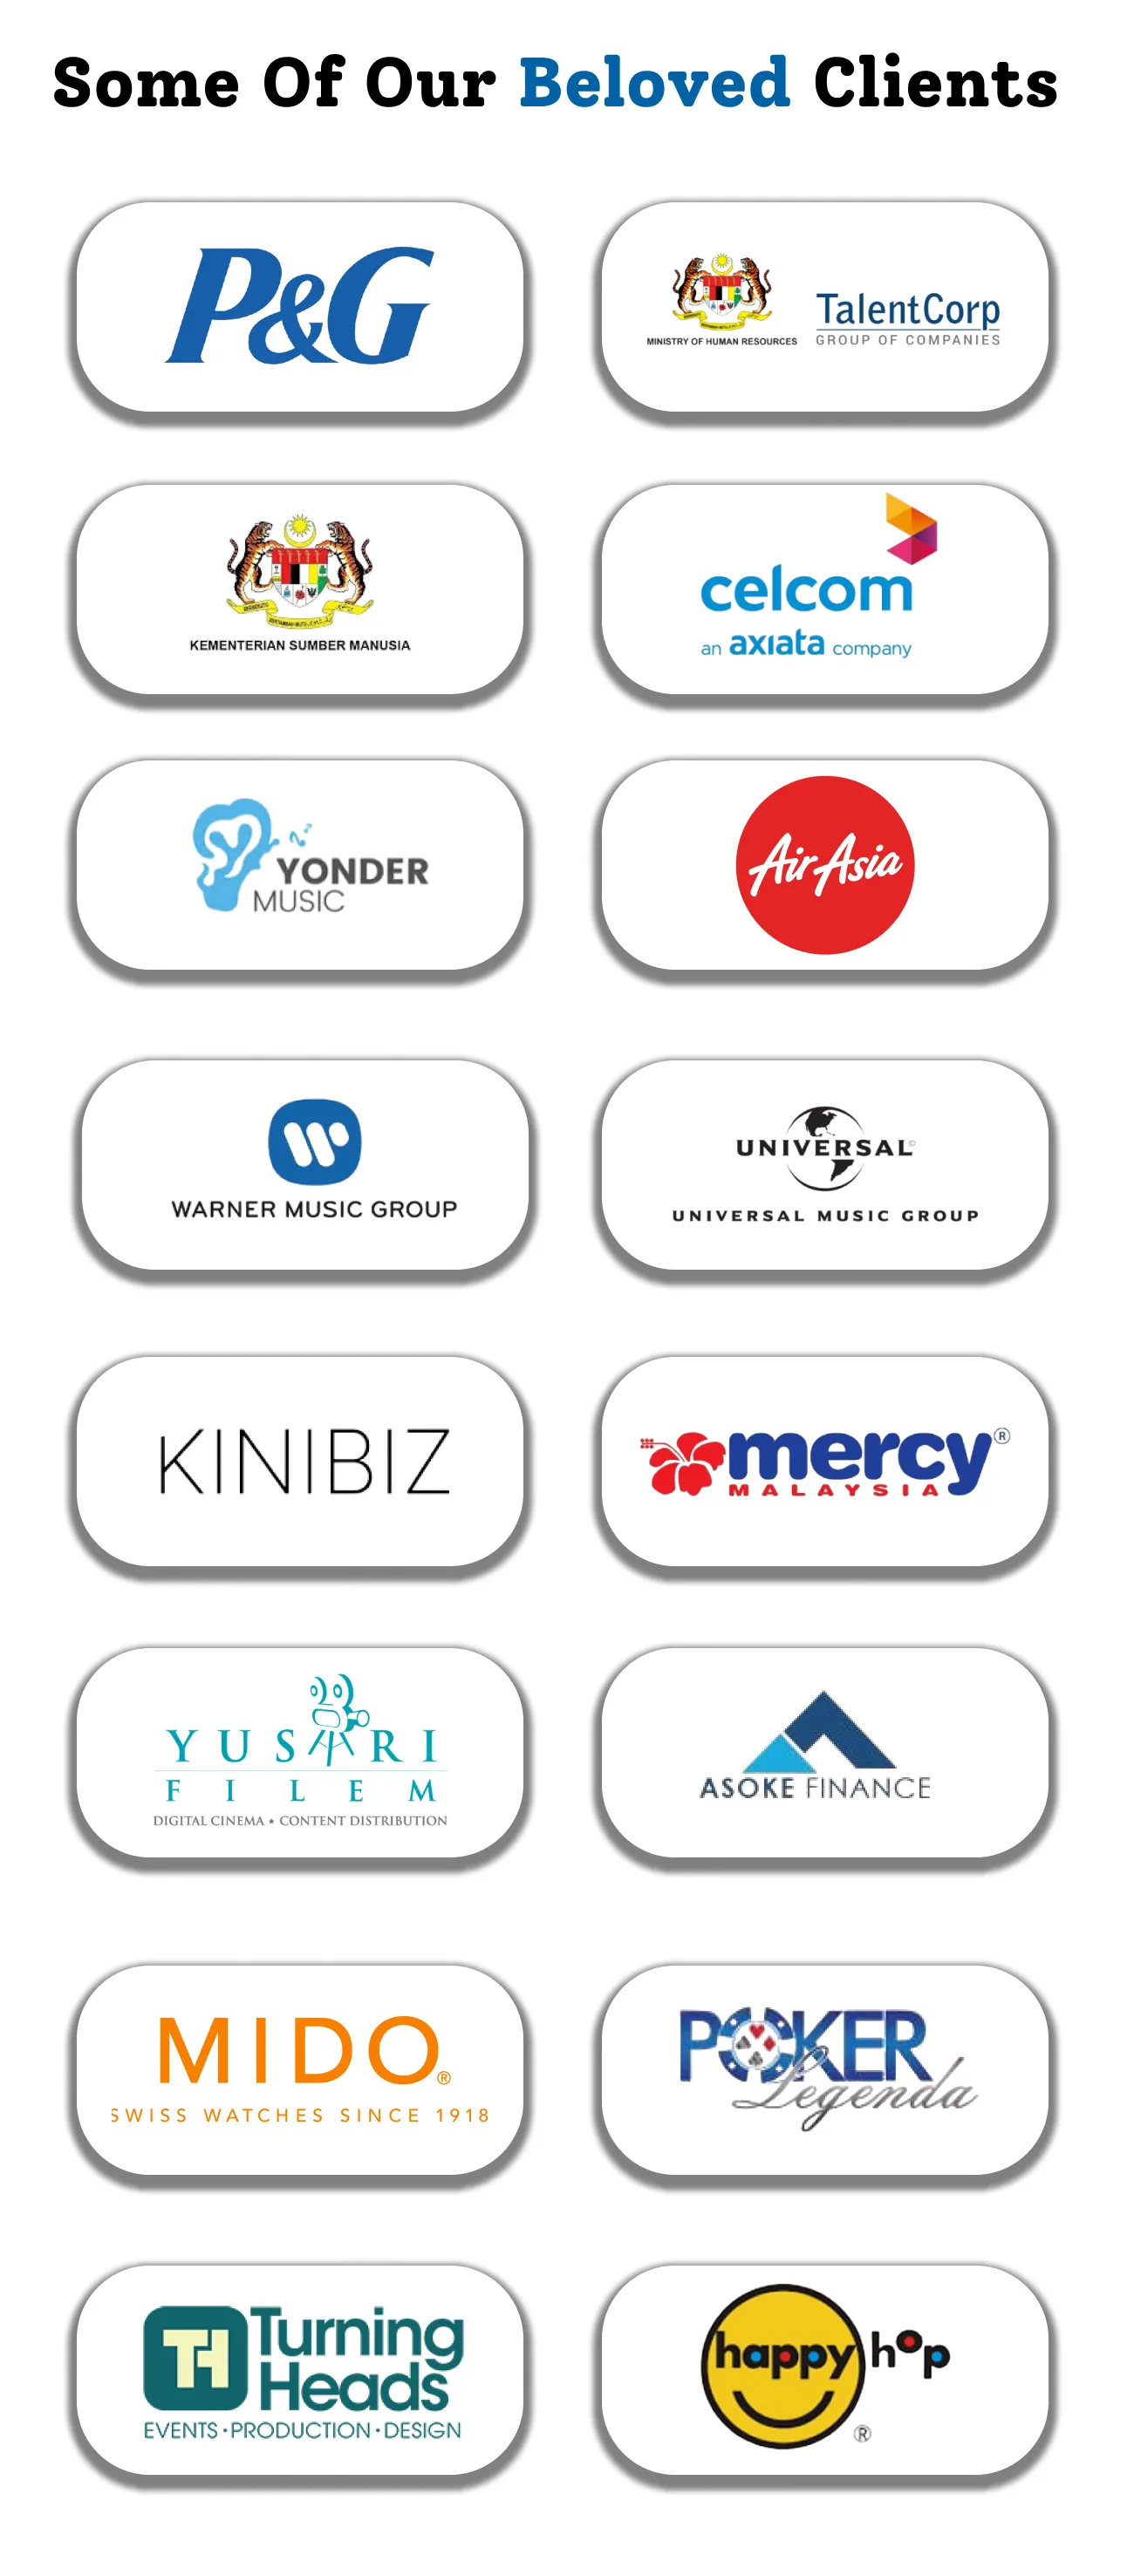 Some Of Our Beloved Clients
P&G
MINISTRY OF HUMAN RESOURCES
TalentCorp
GROUP OF COMPANIES
KEMENTERIAN SUMBER MANUSIA
celcom
an axiata company
YONDER
MUSIC
AirAsia
WARNER MUSIC GROUP
UNIVERSAL
UNIVERSAL MUSIC GROUP
KINIBIZ
mercy®
MALAYSIA
YUSARI
FILEM
DIGITAL CINEMA ★ CONTENT DISTRIBUTION
ASOKE FINANCE
MIDO®
SWISS WATCHES SINCE 1918
POKER
Legenda
TH
Turning
Heads
EVENTS • PRODUCTION • DESIGN
happy hop
®